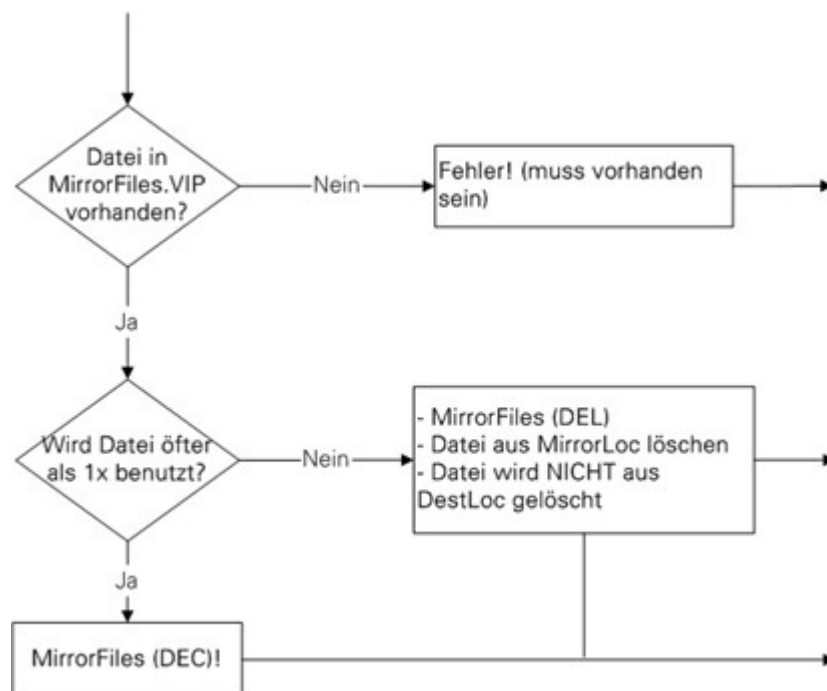 Datei in
MirrorFiles.VIP
vorhanden?
Nein
Fehler! (muss vorhanden
sein)
Ja
Wird Datei öfter
als 1x benutzt?
Nein
- MirrorFiles (DEL)
- Datei aus MirrorLoc löschen
- Datei wird NICHT aus
DestLoc gelöscht
Ja
MirrorFiles (DEC)!